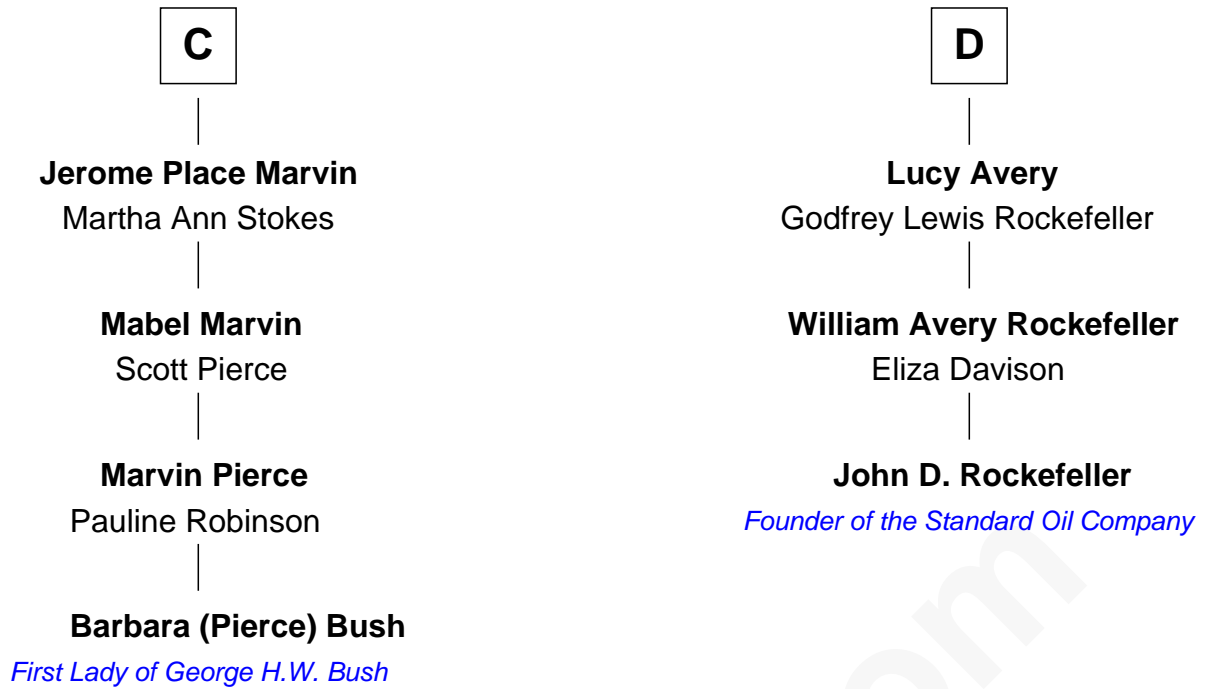 C
Jerome Place Marvin
Martha Ann Stokes
Mabel Marvin
Scott Pierce
Marvin Pierce
Pauline Robinson
Barbara (Pierce) Bush
First Lady of George H.W. Bush
D
Lucy Avery
Godfrey Lewis Rockefeller
William Avery Rockefeller
Eliza Davison
John D. Rockefeller
Founder of the Standard Oil Company
om